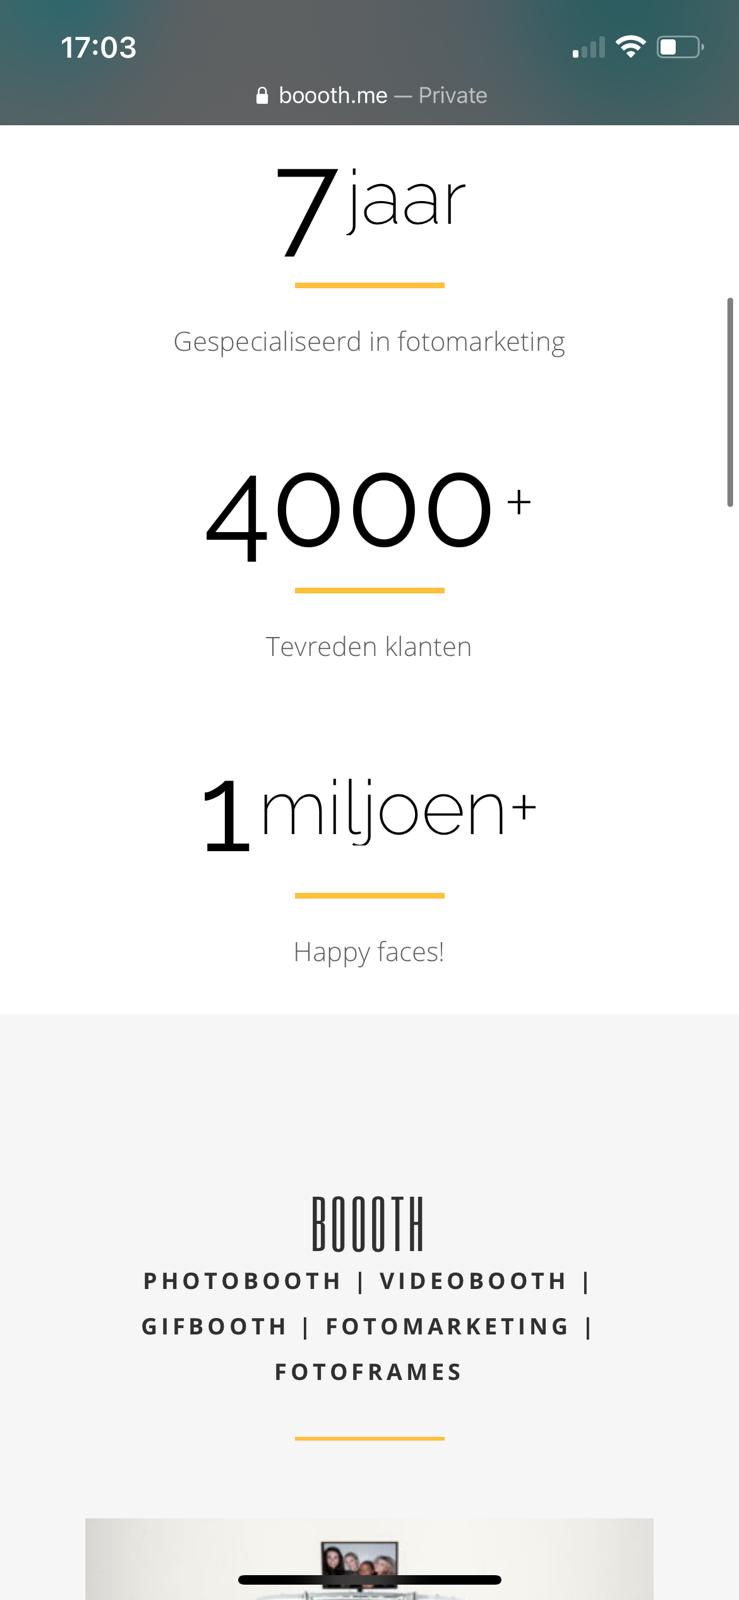 17:03
boooth.me — Private
7 jaar
Gespecialiseerd in fotomarketing
4000+
Tevreden klanten
1 miljoen+
Happy faces!
BOOOTH
PHOTOBOOTH | VIDEOBOOTH |
GIFBOOTH | FOTOMARKETING |
FOTOFRAMES